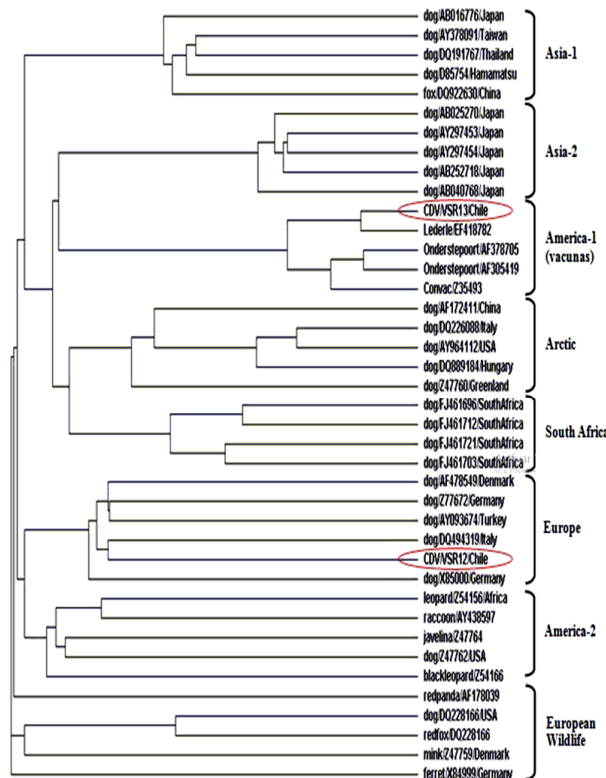 dog/AB016776/Japan
dog/AY378091/Taiwan
dog/DQ191767/Thailand
dog/D85754/Hamamatsu
fox/DQ922630/China
Asia-1
dog/AB025270/Japan
dog/AY297453/Japan
dog/AY297454/Japan
dog/AB252718/Japan
dog/AB040768/Japan
Asia-2
CDV/VSR13/Chile
Lederle/EF418782
Onderstepoort/AF378705
Onderstepoort/AF305419
Convac/Z35493
America-1
(vacunas)
dog/AF172411/China
dog/DQ226088/Italy
dog/AY964112/USA
dog/DQ889184/Hungary
dog/Z47760/Greenland
Arctic
dog/FJ461696/SouthAfrica
dog/FJ461712/SouthAfrica
dog/FJ461721/SouthAfrica
dog/FJ461703/SouthAfrica
South Africa
dog/AF478549/Denmark
dog/Z77672/Germany
dog/AY093674/Turkey
dog/DQ494319/Italy
CDV/VSR12/Chile
dog/X85000/Germany
Europe
leopard/Z54156/Africa
raccoon/AY438597
javelina/Z47764
dog/Z47762/USA
blackleopard/Z54166
America-2
redpanda/AF178039
dog/DQ228166/USA
redfox/DQ228166
mink/Z47759/Denmark
ferret/X84999/Germany
European
Wildlife